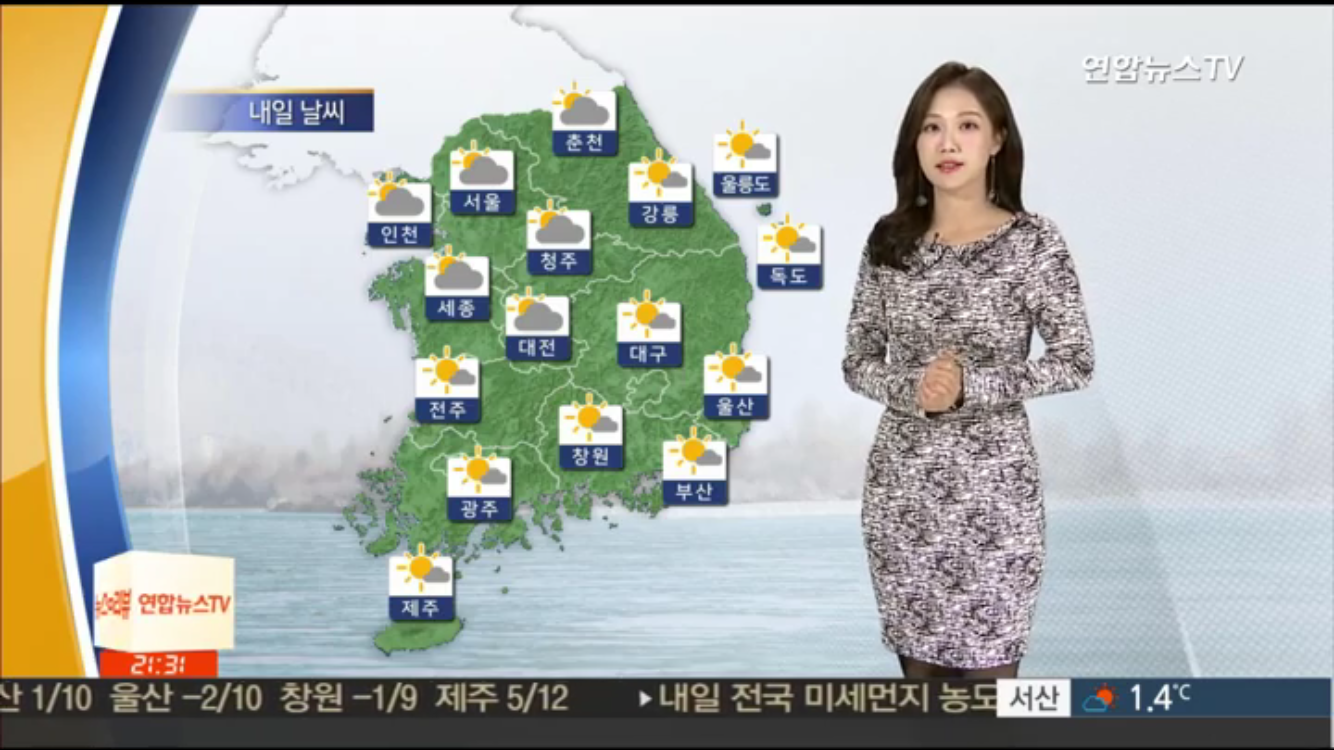 연합뉴스TV
내일 날씨
춘천
서울
울릉도
인천
강릉
청주
독도
세종
대전
대구
전주
울산
창원
부산
광주
제주
뉴스리뷰 연합뉴스TV
21:31
산 1/10 울산 -2/10 창원 -1/9 제주 5/12 ▶내일 전국 미세먼지 농도
서산 1.4℃